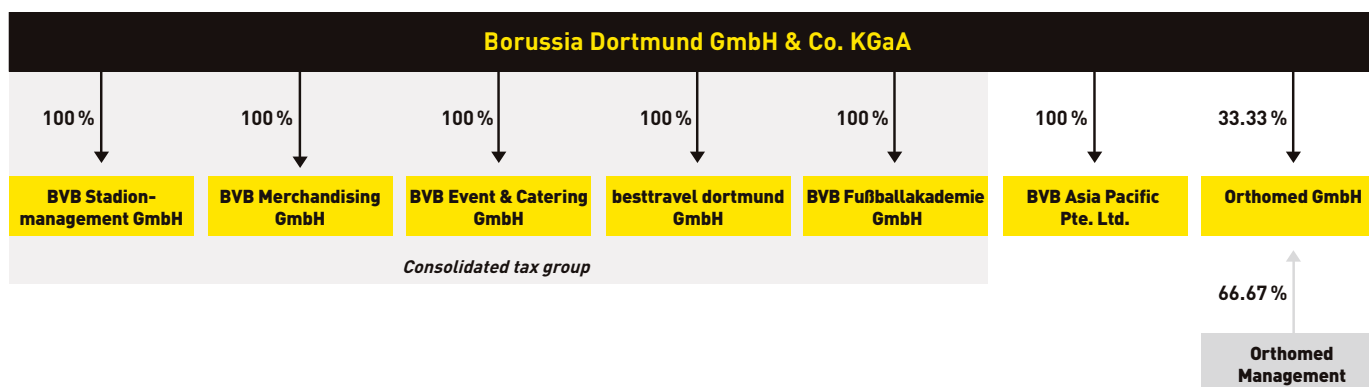 Borussia Dortmund GmbH & Co. KGaA
100 %
100 %
100 %
100 %
100 %
100 %
33.33 %
BVB Stadion-
management GmbH
BVB Merchandising
GmbH
BVB Event & Catering
GmbH
besttravel dortmund
GmbH
BVB Fußballakademie
GmbH
BVB Asia Pacific
Pte. Ltd.
Orthomed GmbH
Consolidated tax group
66.67 %
Orthomed
Management